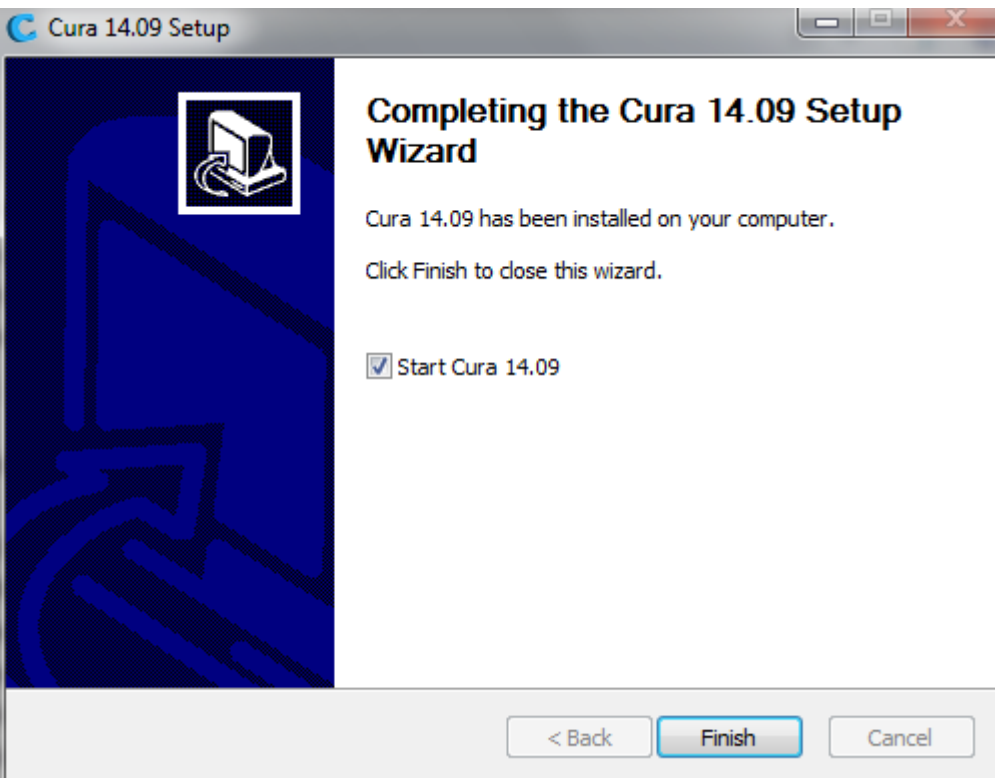 Cura 14.09 Setup
Completing the Cura 14.09 Setup
Wizard
Cura 14.09 has been installed on your computer.
Click Finish to close this wizard.
Start Cura 14.09
< Back
Finish
Cancel